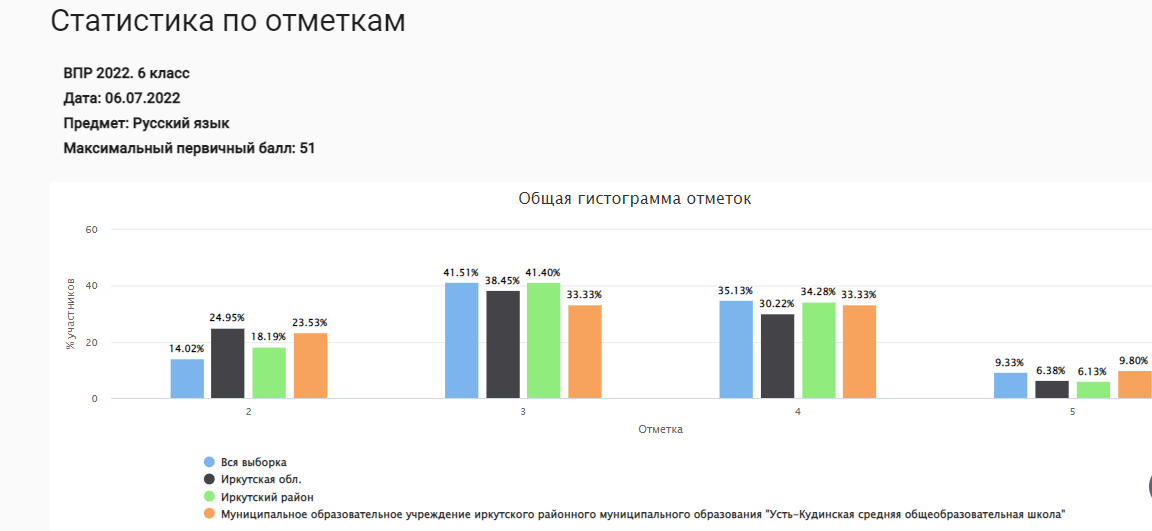 Статистика по отметкам
ВПР 2022. 6 класс
Дата: 06.07.2022
Предмет: Русский язык
Максимальный первичный балл: 51
Общая гистограмма отметок
% участников
60
40
20
0
14.02% 24.95% 18.19% 23.53%
41.51% 38.45% 41.40% 33.33%
35.13% 30.22% 34.28% 33.33%
9.33% 6.38% 6.13% 9.80%
2 3 4 5
Отметка
Вся выборка
Иркутская обл.
Иркутский район
Муниципальное образовательное учреждение иркутского районного муниципального образования "Усть-Кудинская средняя общеобразовательная школа"